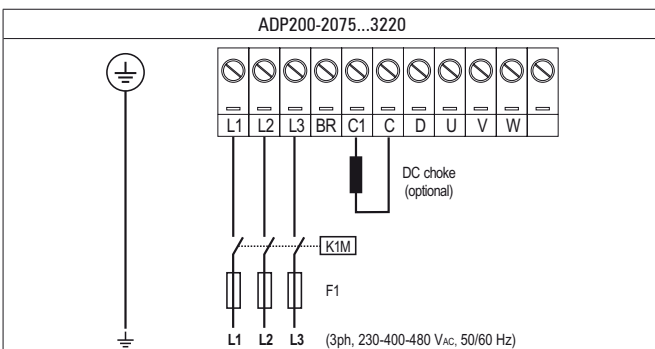 ADP200-2075...3220
L1 L2 L3 BR C1 C D U V W
DC choke
(optional)
K1M
F1
L1 L2 L3 (3ph, 230-400-480 VAC, 50/60 Hz)